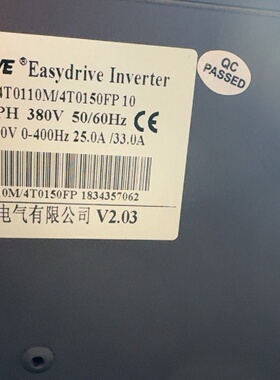 VE ® Easydrive Inverter
4T0110M/4T0150FP 10
PH 380V 50/60Hz CE
0V 0-400Hz 25.0A /33.0A
10M/4T0150FP 1834357062
电气有限公司 V2.03
QC
PASSED